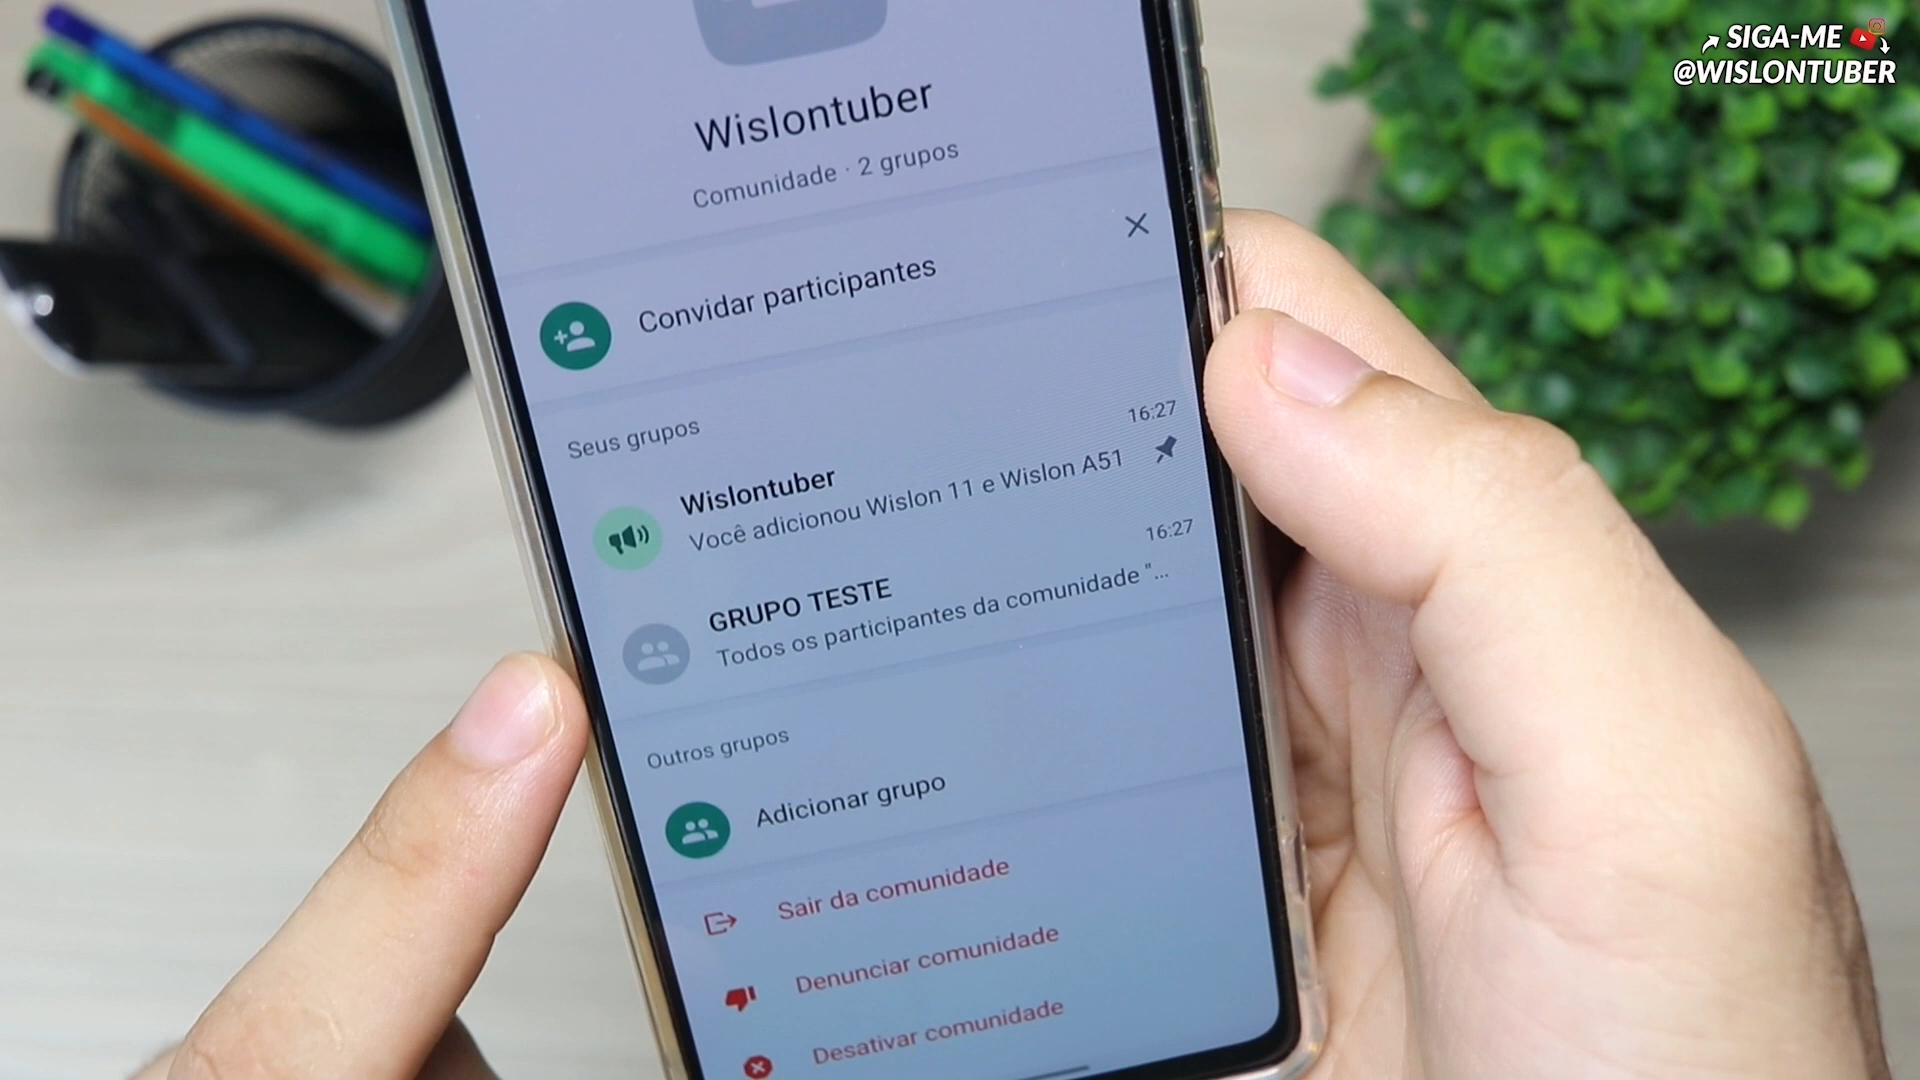 SIGA-ME
@WISLONTUBER
Wislontuber
Comunidade · 2 grupos
Convidar participantes
Seus grupos
Wislontuber
16:27
Você adicionou Wislon 11 e Wislon A51
GRUPO TESTE
16:27
Todos os participantes da comunidade "...
Outros grupos
Adicionar grupo
Sair da comunidade
Denunciar comunidade
Desativar comunidade